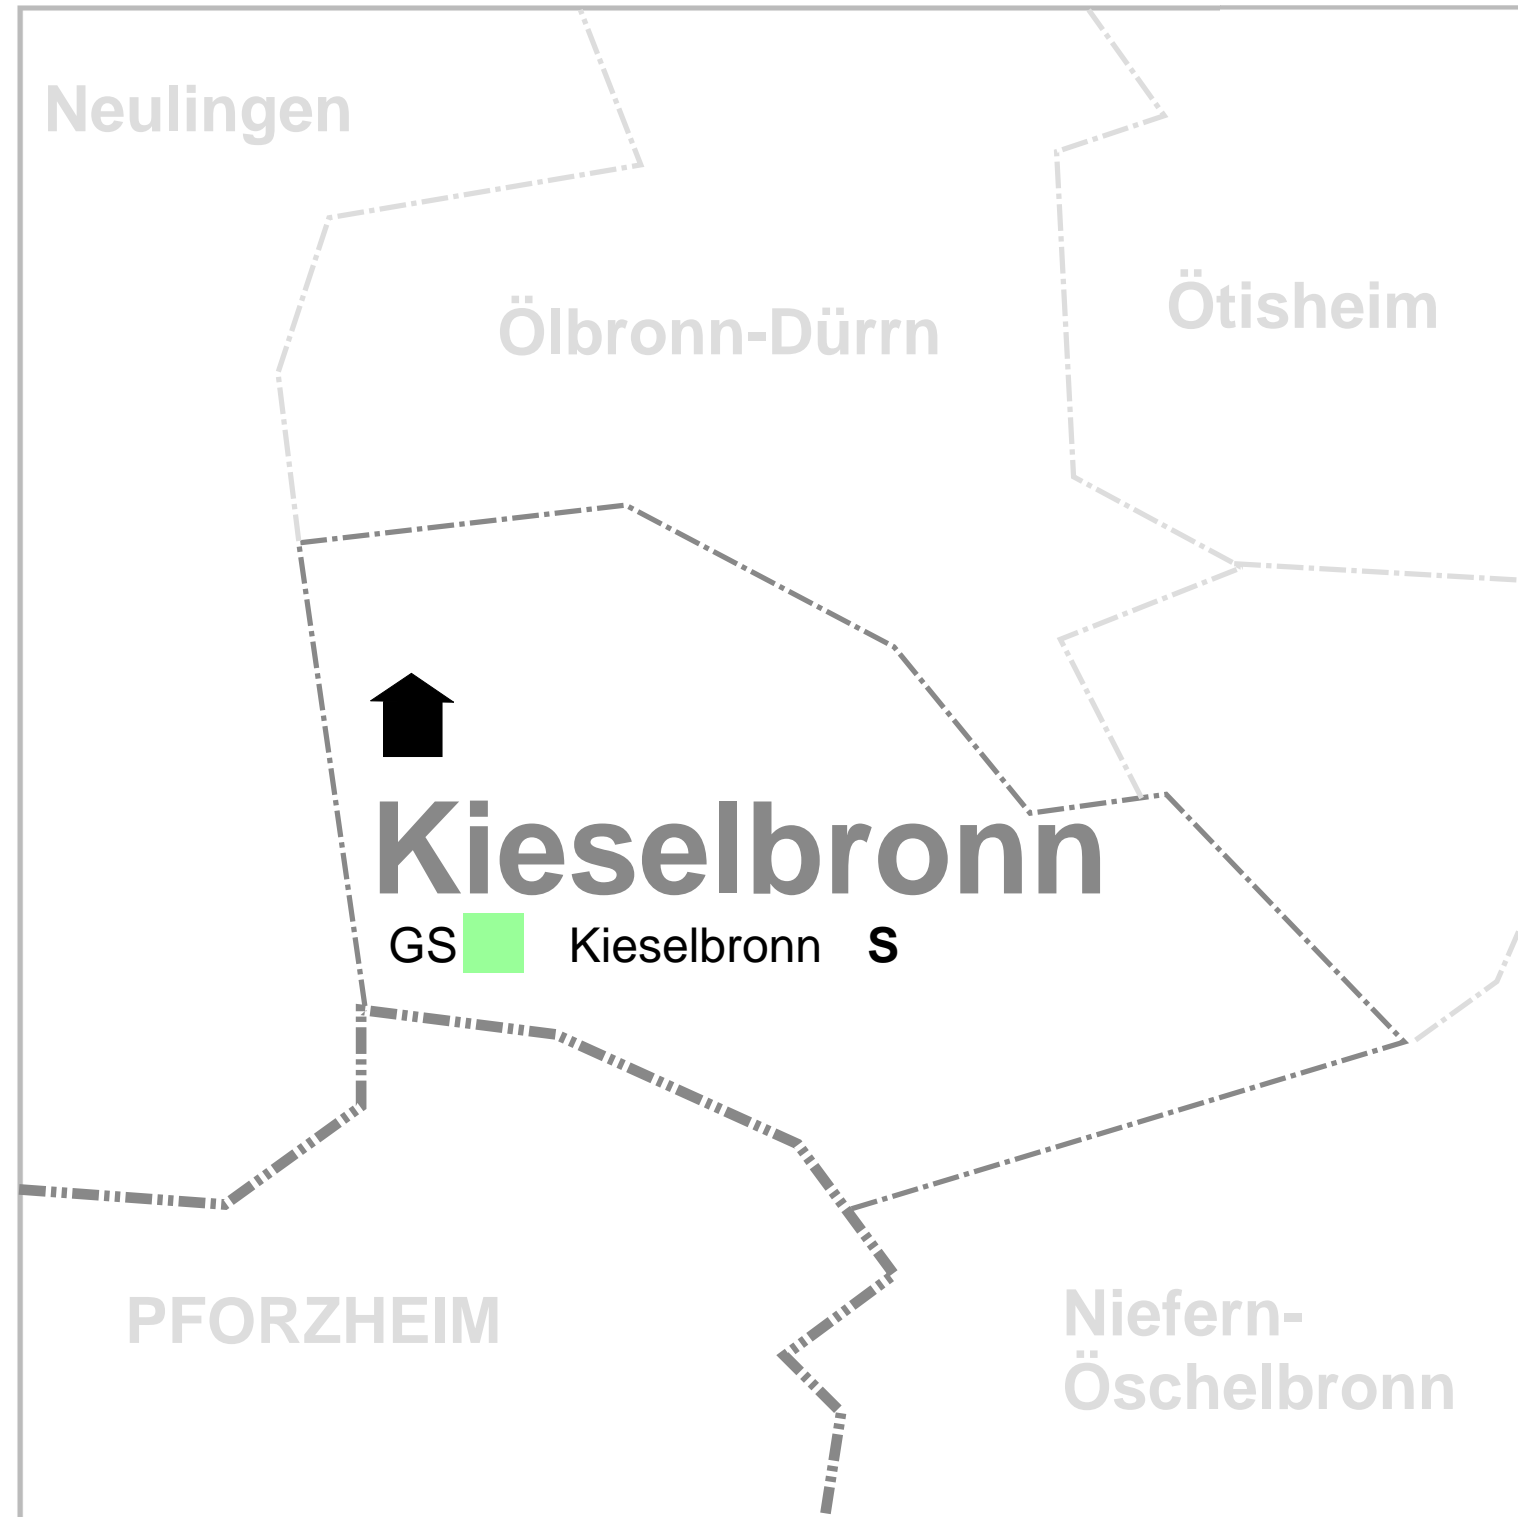 Neulingen
Ölbronn-Dürrn
Ötisheim
Kieselbronn
GS Kieselbronn S
PFORZHEIM
Niefern-
Öschelbronn